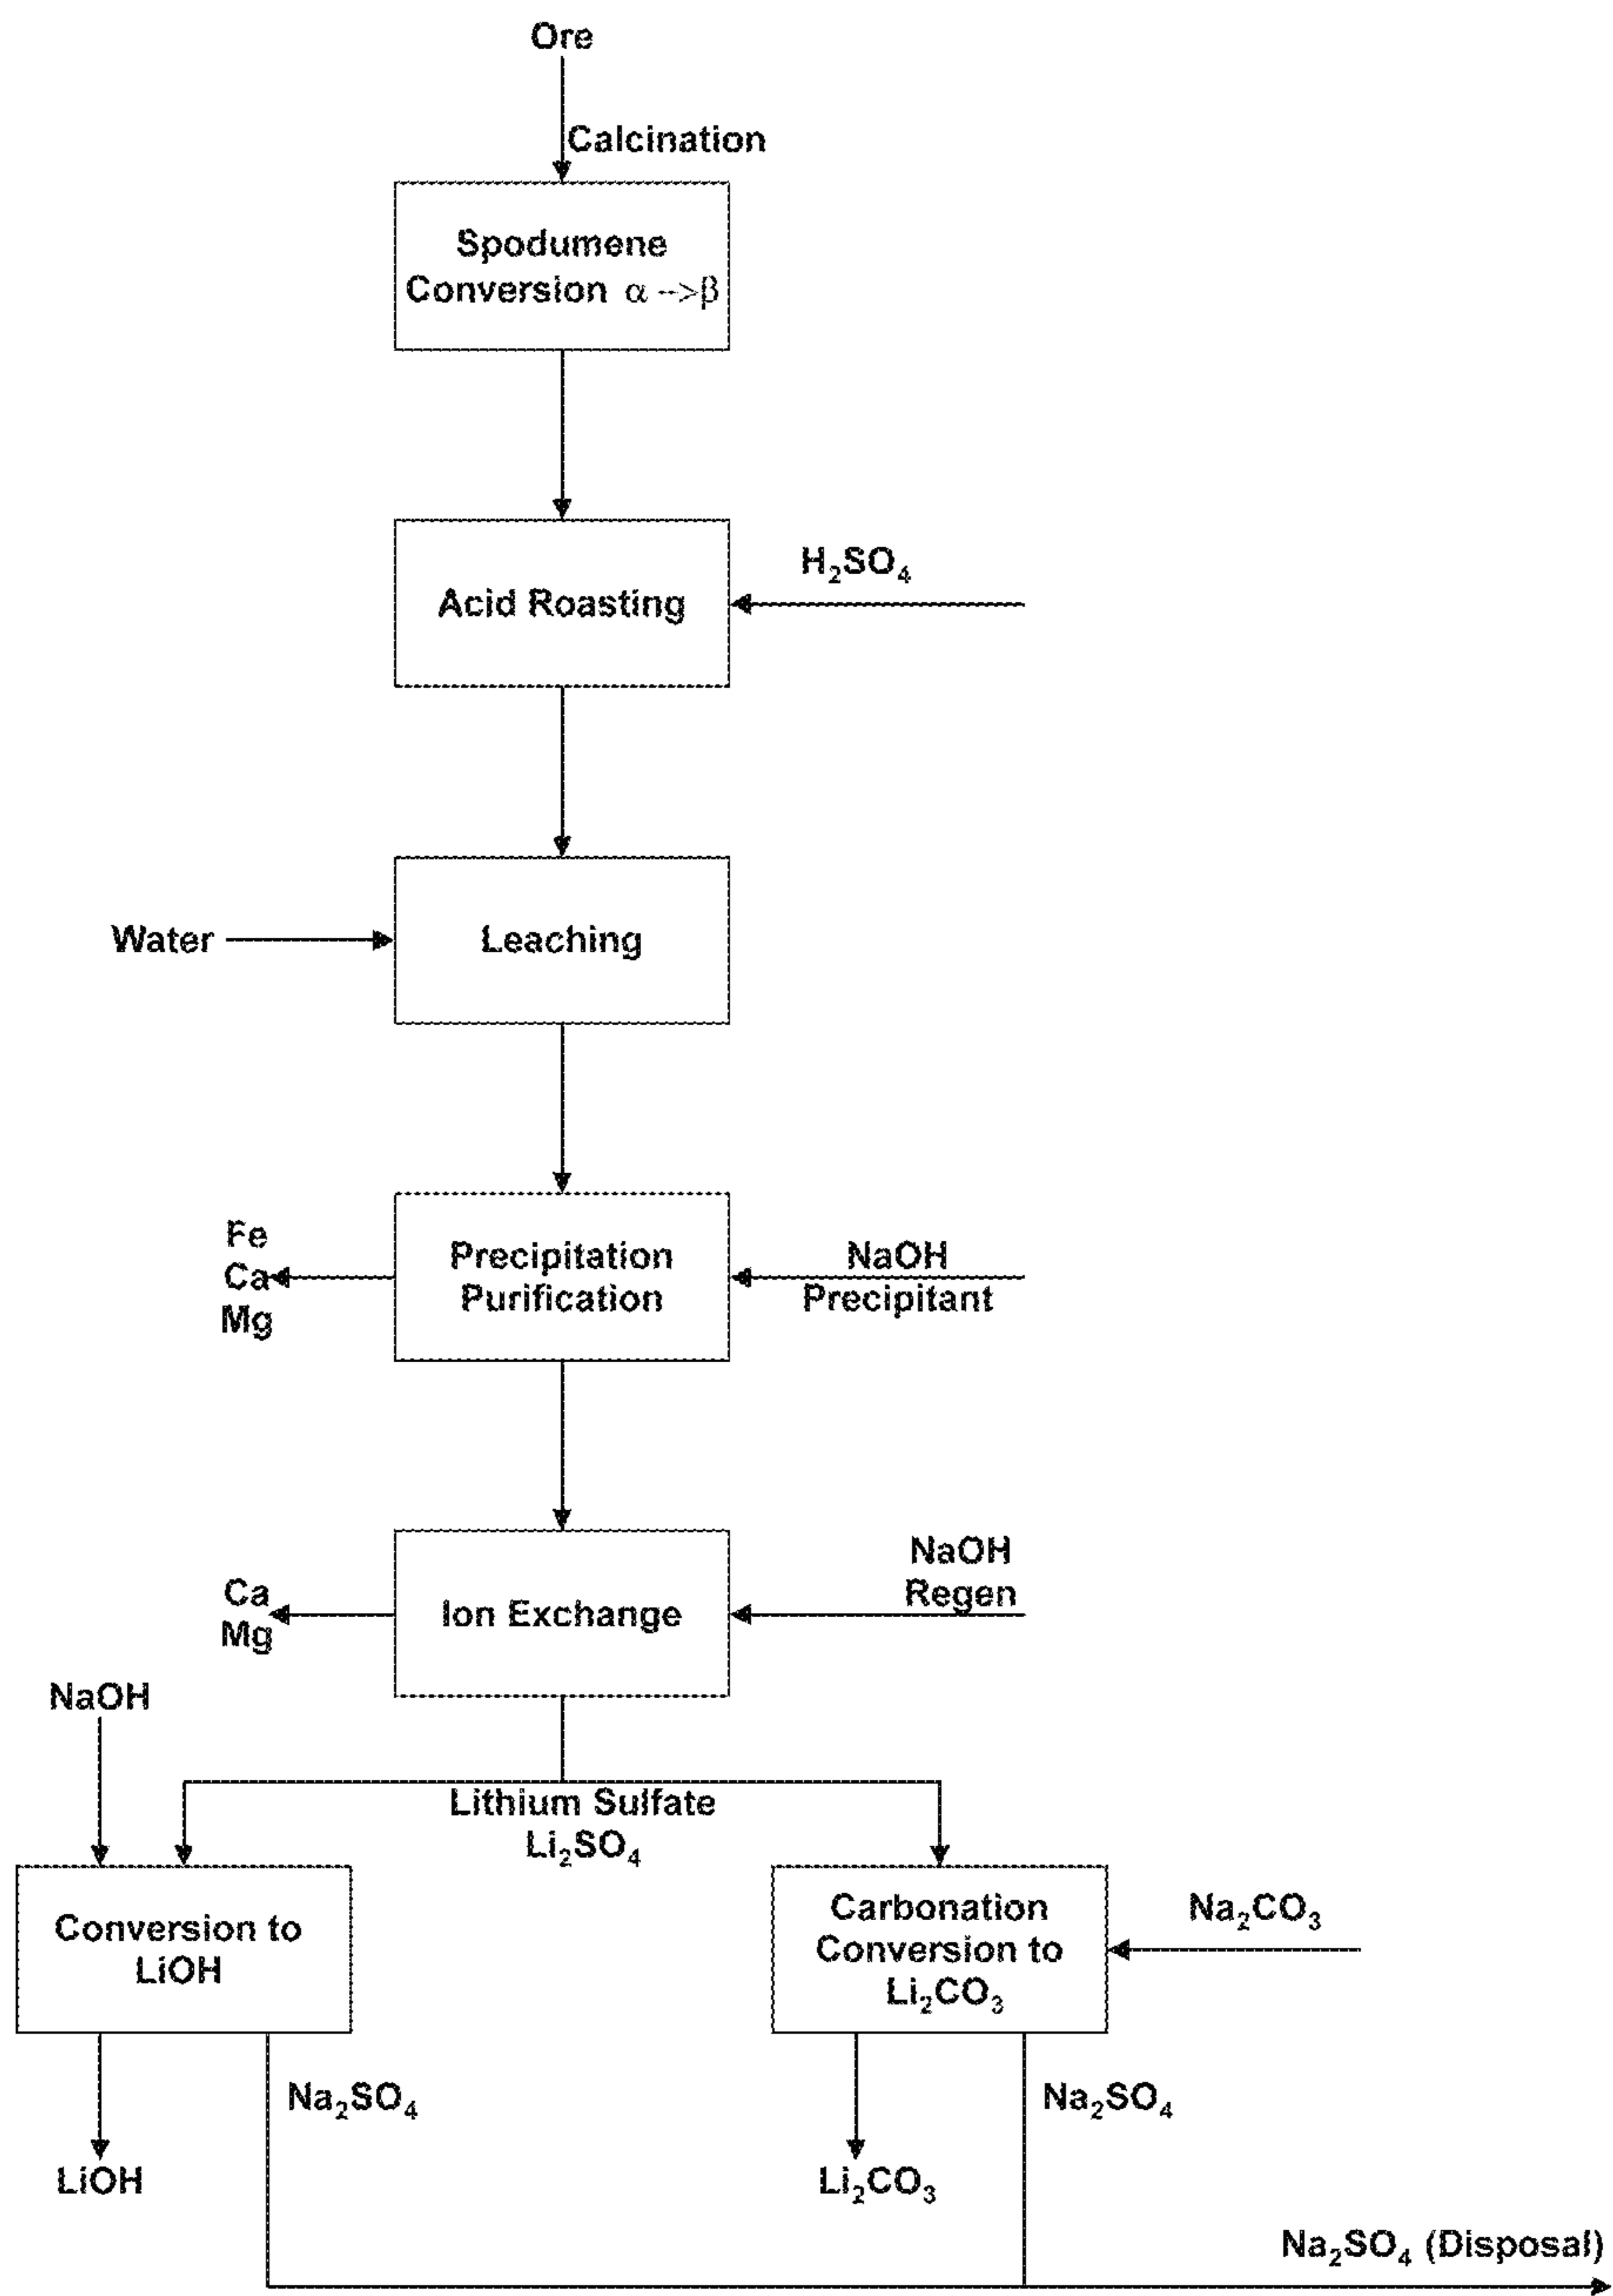 Ore
Calcination
Spodumene
Conversion α -->β
Acid Roasting
H₂SO₄
Water
Leaching
Fe
Ca
Mg
Precipitation
Purification
NaOH
Precipitant
Ca
Mg
Ion Exchange
NaOH
Regen
NaOH
Lithium Sulfate
Li₂SO₄
Conversion to
LiOH
Carbonation
Conversion to
Li₂CO₃
Na₂CO₃
Na₂SO₄
Na₂SO₄
LiOH
Li₂CO₃
Na₂SO₄ (Disposal)